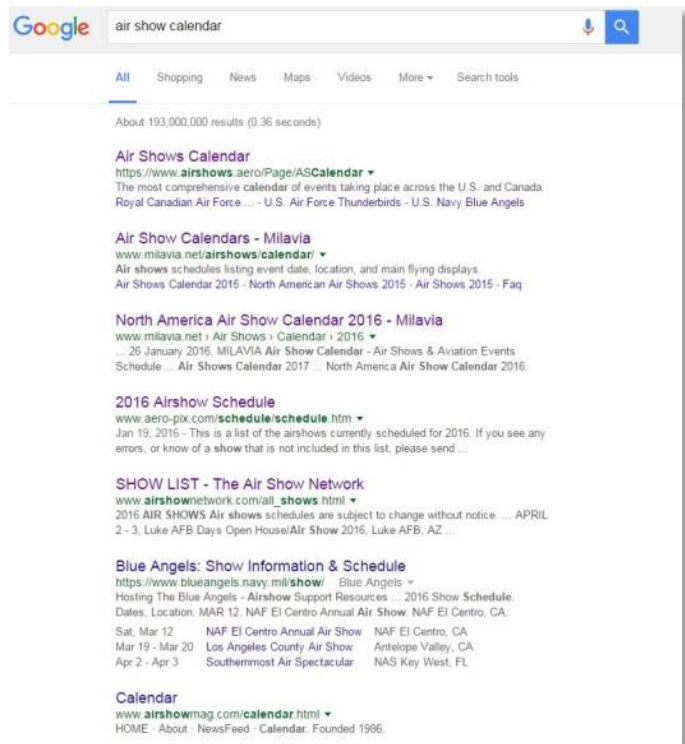 Google air show calendar
All Shopping News Maps Videos More Search tools
About 193,000,000 results (0.36 seconds)
Air Shows Calendar
https://www.airshows.aero/Page/ASCalendar
The most comprehensive calendar of events taking place across the U.S. and Canada.
Royal Canadian Air Force ... - U.S. Air Force Thunderbirds - U.S. Navy Blue Angels
Air Show Calendars - Milavia
www.milavia.net/airshows/calendar/
Air shows schedules listing event date, location, and main flying displays.
Air Shows Calendar 2015 - North American Air Shows 2015 - Air Shows 2015 - Faq
North America Air Show Calendar 2016 - Milavia
www.milavia.net › Air Shows › Calendar › 2016
... 26 January 2016. MILAVIA Air Show Calendar - Air Shows & Aviation Events
Schedule ... Air Shows Calendar 2017 ... North America Air Show Calendar 2016.
2016 Airshow Schedule
www.aero-pix.com/schedule/schedule.htm
Jan 19, 2016 - This is a list of the airshows currently scheduled for 2016. If you see any
errors, or know of a show that is not included in this list, please send ...
SHOW LIST - The Air Show Network
www.airshownetwork.com/all_shows.html
2016 AIR SHOWS Air shows schedules are subject to change without notice. ... APRIL
2 - 3, Luke AFB Days Open House/Air Show 2016, Luke AFB, AZ ...
Blue Angels: Show Information & Schedule
https://www.blueangels.navy.mil/show/ Blue Angels
Hosting The Blue Angels - Airshow Support Resources ... 2016 Show Schedule.
Dates, Location. MAR 12. NAF El Centro Annual Air Show. NAF El Centro, CA.
Sat, Mar 12 NAF El Centro Annual Air Show NAF El Centro, CA
Mar 19 - Mar 20 Los Angeles County Air Show Antelope Valley, CA
Apr 2 - Apr 3 Southernmost Air Spectacular NAS Key West, FL
Calendar
www.airshowmag.com/calendar.html
HOME · About · NewsFeed · Calendar. Founded 1986.